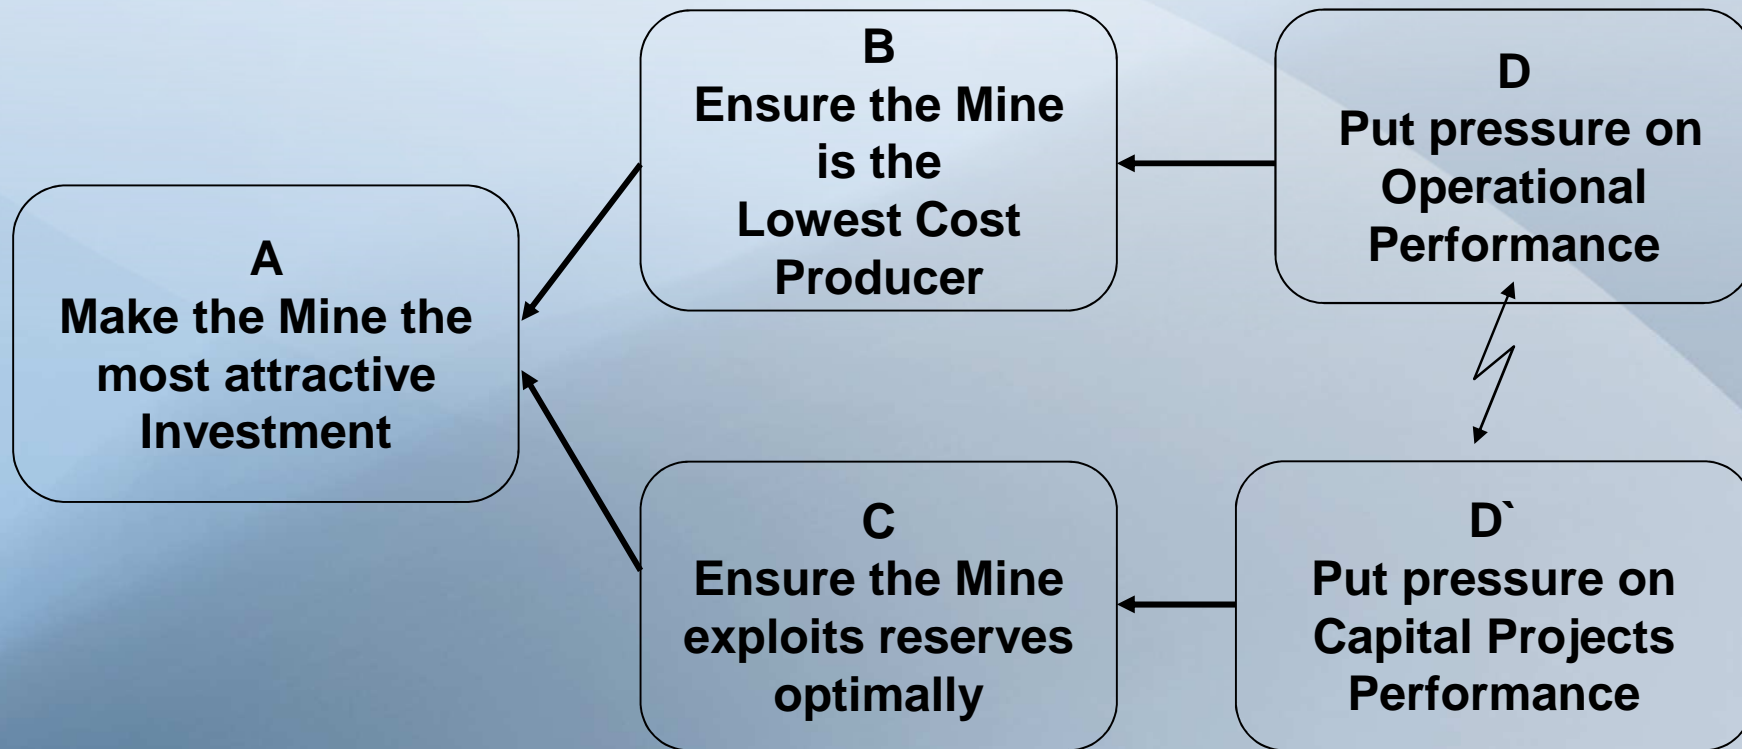 A
Make the Mine the
most attractive
Investment
B
Ensure the Mine
is the
Lowest Cost
Producer
D
Put pressure on
Operational
Performance
C
Ensure the Mine
exploits reserves
optimally
D`
Put pressure on
Capital Projects
Performance